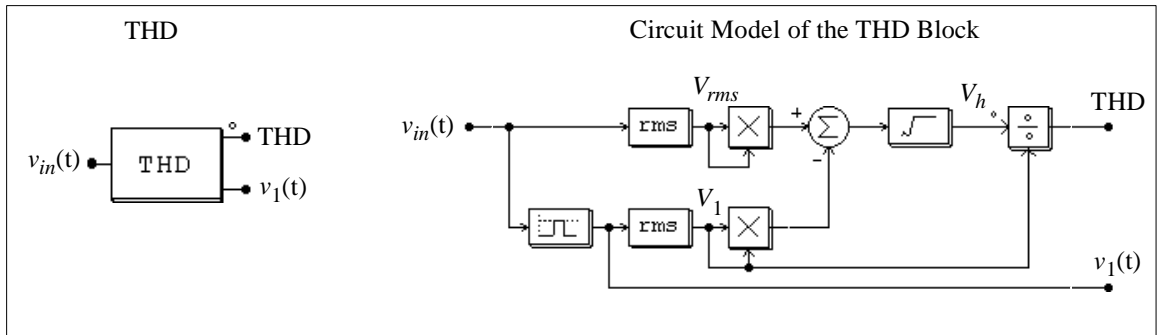 THD
Circuit Model of the THD Block
THD
v_in(t)
THD
v_1(t)
v_in(t)
rms
V_rms
×
+
Σ
-
√
V_h
÷
THD
rms
V_1
×
v_1(t)